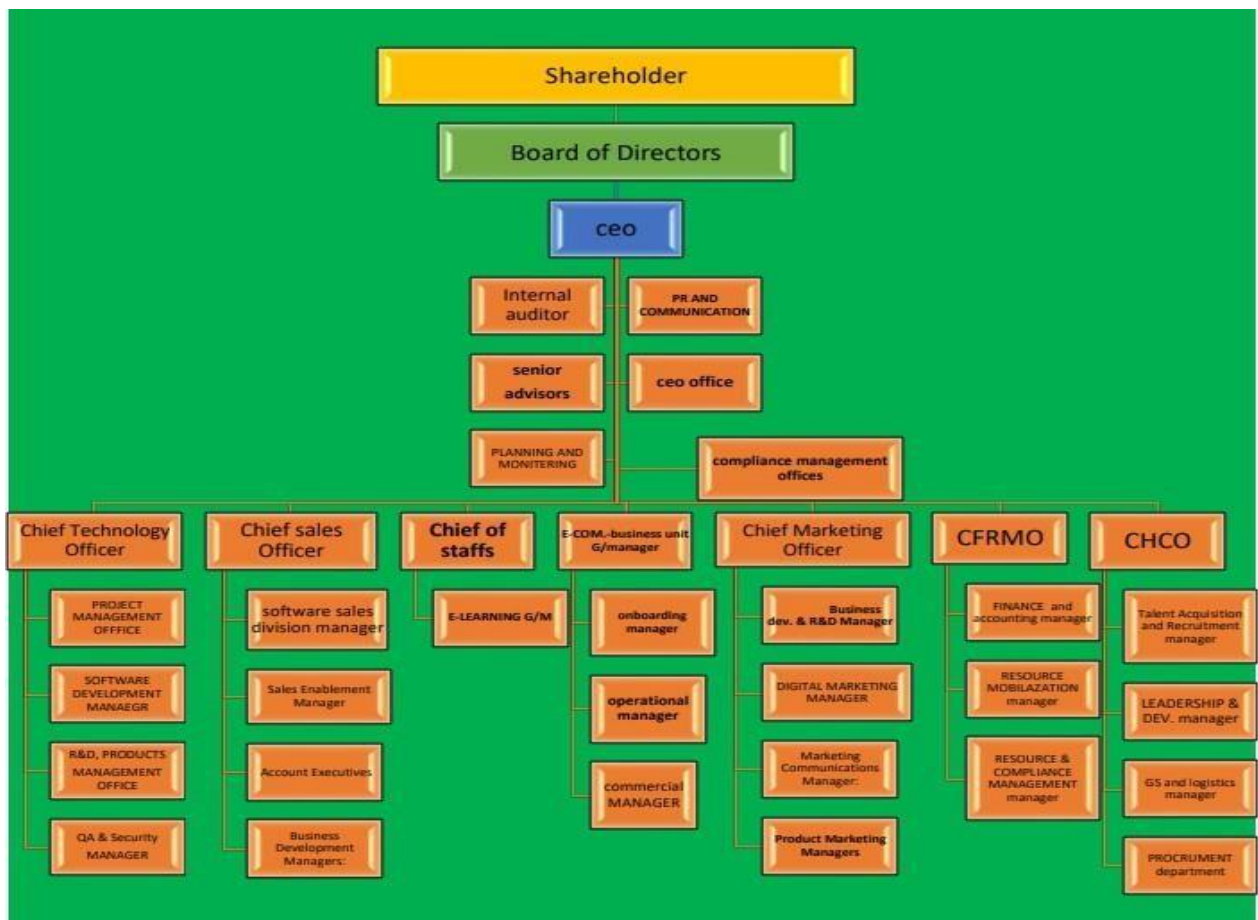 Shareholder
Board of Directors
ceo
Internal
auditor
PR AND
COMMUNICATION
senior
advisors
ceo office
PLANNING AND
MONITERING
compliance management
offices
Chief Technology
Officer
Chief sales
Officer
Chief of
staffs
E-COM.-business unit
G/manager
Chief Marketing
Officer
CFRMO
CHCO
PROJECT
MANAGEMENT
OFFFICE
SOFTWARE
DEVELOPMENT
MANAEGR
R&D, PRODUCTS
MANAGEMENT
OFFICE
QA & Security
MANAGER
software sales
division manager
Sales Enablement
Manager
Account Executives
Business
Development
Managers:
E-LEARNING G/M
onboarding
manager
operational
manager
commercial
MANAGER
Business
dev. & R&D Manager
DIGITAL MARKETING
MANAGER
Marketing
Communications
Manager:
Product Marketing
Managers
FINANCE and
accounting manager
RESOURCE
MOBILAZATION
manager
RESOURCE &
COMPLIANCE
MANAGEMENT
manager
Talent Acquisition
and Recruitment
manager
LEADERSHIP &
DEV. manager
GS and logistics
manager
PROCRUMENT
department